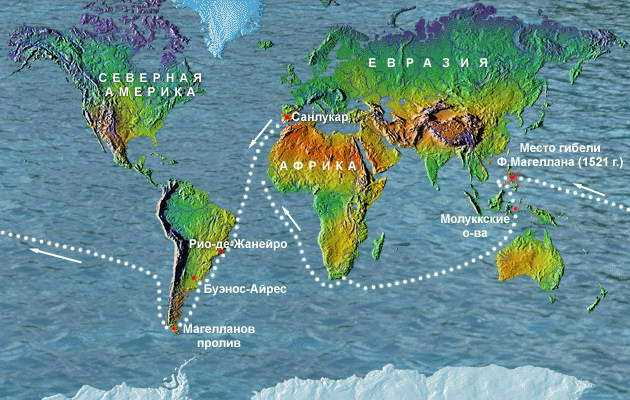 СЕВЕРНАЯ
АМЕРИКА
ЕВРАЗИЯ
Санлукар
АФРИКА
Место гибели
Ф.Магеллана (1521 г.)
Молуккские
о-ва
Рио-де-Жанейро
Буэнос-Айрес
Магелланов
пролив